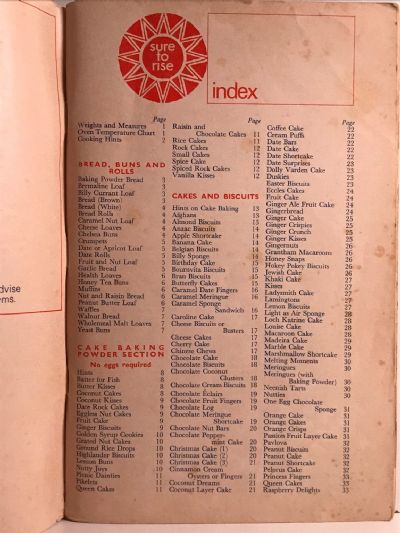 sure
to
rise
index
Page
Weights and Measures 1
Oven Temperature Chart 1
Cooking Hints 2
BREAD, BUNS AND
ROLLS
Baking Powder Bread 3
Bermaline Loaf 3
Billy Currant Loaf 3
Bread (Brown) 4
Bread (White) 4
Bread Rolls 4
Caramel Nut Loaf 4
Cheese Loaves 4
Chelsea Buns 4
Crumpets 5
Date or Apricot Loaf 5
Date Rolls 5
Fruit and Nut Loaf 5
Garlic Bread 5
Health Loaves 6
Honey Tea Buns 6
Muffins 6
Nut and Raisin Bread 6
Peanut Butter Loaf 6
Waffles 7
Walnut Bread 7
Wholemeal Malt Loaves 7
Yeast Buns 7
CAKE BAKING
POWDER SECTION
No eggs required
Hints 8
Batter for Fish 8
Butter Kisses 8
Coconut Cakes 8
Coconut Kisses 9
Date Rock Cakes 9
Eggless Nut Cakes 9
Fruit Cake 9
Ginger Biscuits 9
Golden Syrup Cookies 10
Gravel Nut Cakes 10
Ground Rice Drops 10
Highlander Biscuits 10
Lemon Buns 10
Nutty Joys 10
Picnic Dainties 11
Pikelets 11
Queen Cakes 11
Page
Raisin and
Chocolate Cakes 11
Rice Cakes 11
Rock Cakes 12
Small Cakes 12
Spice Cake 12
Spiced Rock Cakes 12
Vanilla Kisses 12
CAKES AND BISCUITS
Hints on Cake Baking 13
Afghans 13
Almond Biscuits 13
Anzac Biscuits 14
Apple Shortcake 14
Banana Cake 14
Belgian Biscuits 14
Billy Sponge 14
Birthday Cake 15
Bournvita Biscuits 15
Bran Biscuits 15
Butterfly Cakes 15
Caramel Date Fingers 16
Caramel Meringue 16
Caramel Sponge
Sandwich 16
Caroline Cake 17
Cheese Biscuits or
Busters 17
Cheese Cakes 17
Cherry Cake 17
Chinese Chews 17
Chocolate Cake 18
Chocolate Biscuits 18
Chocolate Coconut
Clusters 18
Chocolate Cream Biscuits 18
Chocolate Éclairs 19
Chocolate Fruit Fingers 19
Chocolate Log 19
Chocolate Meringue
Shortcake 19
Chocolate Nut Bars 20
Chocolate Pepper-
mint Cake 20
Christmas Cake (1) 20
Christmas Cake (2) 20
Christmas Cake (3) 21
Cinnamon Cream
Oysters or Fingers 21
Coconut Dreams 21
Coconut Layer Cake 21
Page
Coffee Cake 22
Cream Puffs 22
Date Bars 22
Date Cake 22
Date Shortcake 22
Date Surprises 23
Dolly Varden Cake 23
Duskies 23
Easter Biscuits 23
Eccles Cakes 24
Fruit Cake 24
Ginger Ale Fruit Cake 24
Gingerbread 24
Ginger Cake 24
Ginger Crispies 25
Ginger Crunch 25
Ginger Kisses 25
Gingernuts 26
Grantham Macaroon 26
Honey Snaps 26
Hokey Pokey Biscuits 26
Jewish Cake 26
Khaki Cake 27
Kisses 27
Ladysmith Cake 27
Lamingtons 27
Lemon Biscuits 27
Light as Air Sponge 28
Loch Katrine Cake 28
Louise Cake 28
Macaroon Cake 28
Madeira Cake 29
Marble Cake 29
Marshmallow Shortcake 29
Melting Moments 30
Meringues 30
Meringues (with
Baking Powder) 30
Neenish Tarts 30
Nutties 30
One Egg Chocolate
Sponge 31
Orange Cake 31
Orange Cakes 31
Orange Crisps 31
Passion Fruit Layer Cake 31
Pavlova 32
Peanut Biscuits 32
Peanut Cake 32
Peanut Shortcake 32
Pelorus Cake 32
Princess Fingers 33
Queen Cakes 33
Raspberry Delights 33